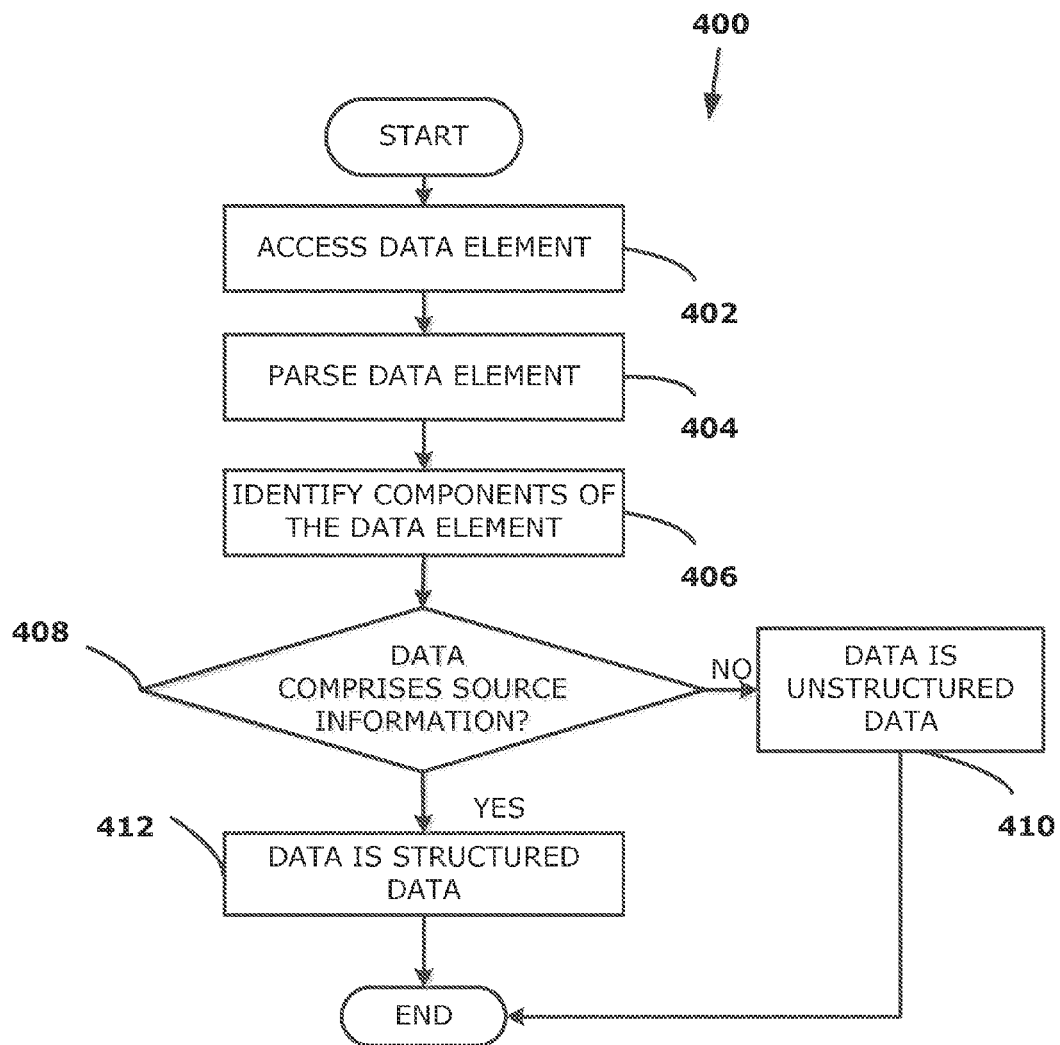 400
START
ACCESS DATA ELEMENT
402
PARSE DATA ELEMENT
404
IDENTIFY COMPONENTS OF
THE DATA ELEMENT
406
408
DATA
COMPRISES SOURCE
INFORMATION?
NO
DATA IS
UNSTRUCTURED
DATA
410
YES
412
DATA IS STRUCTURED
DATA
END